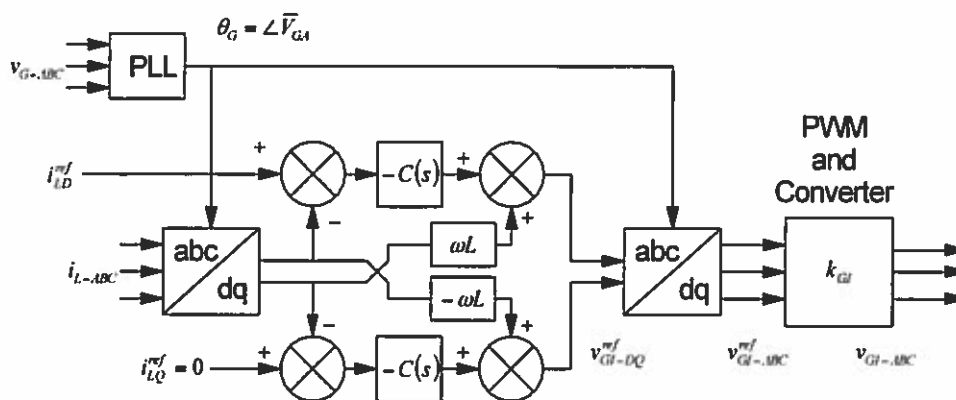 θ_G = ∠V̅_GA
v_G-ABC
PLL
PWM
and
Converter
i_LD^ref
+
-C(s)
+
−
+
abc
dq
ωL
i_L-ABC
-ωL
abc
dq
k_GI
−
+
i_LQ^ref = 0
+
-C(s)
+
v_GI-DQ^ref
v_GI-ABC^ref
v_GI-ABC